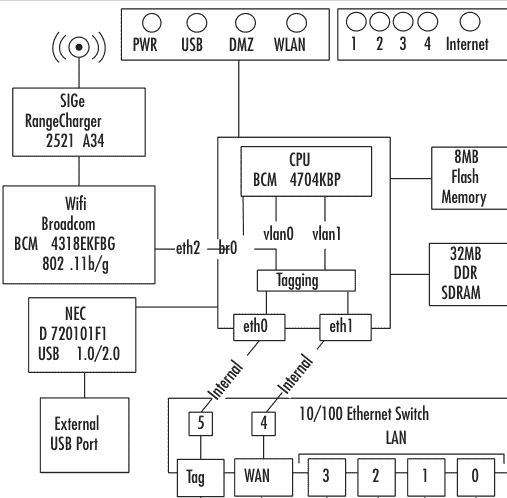 PWR USB DMZ WLAN
1 2 3 4 Internet
SIGe
RangeCharger
2521 A34
CPU
BCM 4704KBP
8MB
Flash
Memory
Wifi
Broadcom
BCM 4318EKFBG
802 .11b/g
eth2
br0
vlan0
vlan1
Tagging
32MB
DDR
SDRAM
NEC
D 720101F1
USB 1.0/2.0
eth0
eth1
External
USB Port
Internal
Internal
5
4
10/100 Ethernet Switch
LAN
Tag
WAN
3
2
1
0